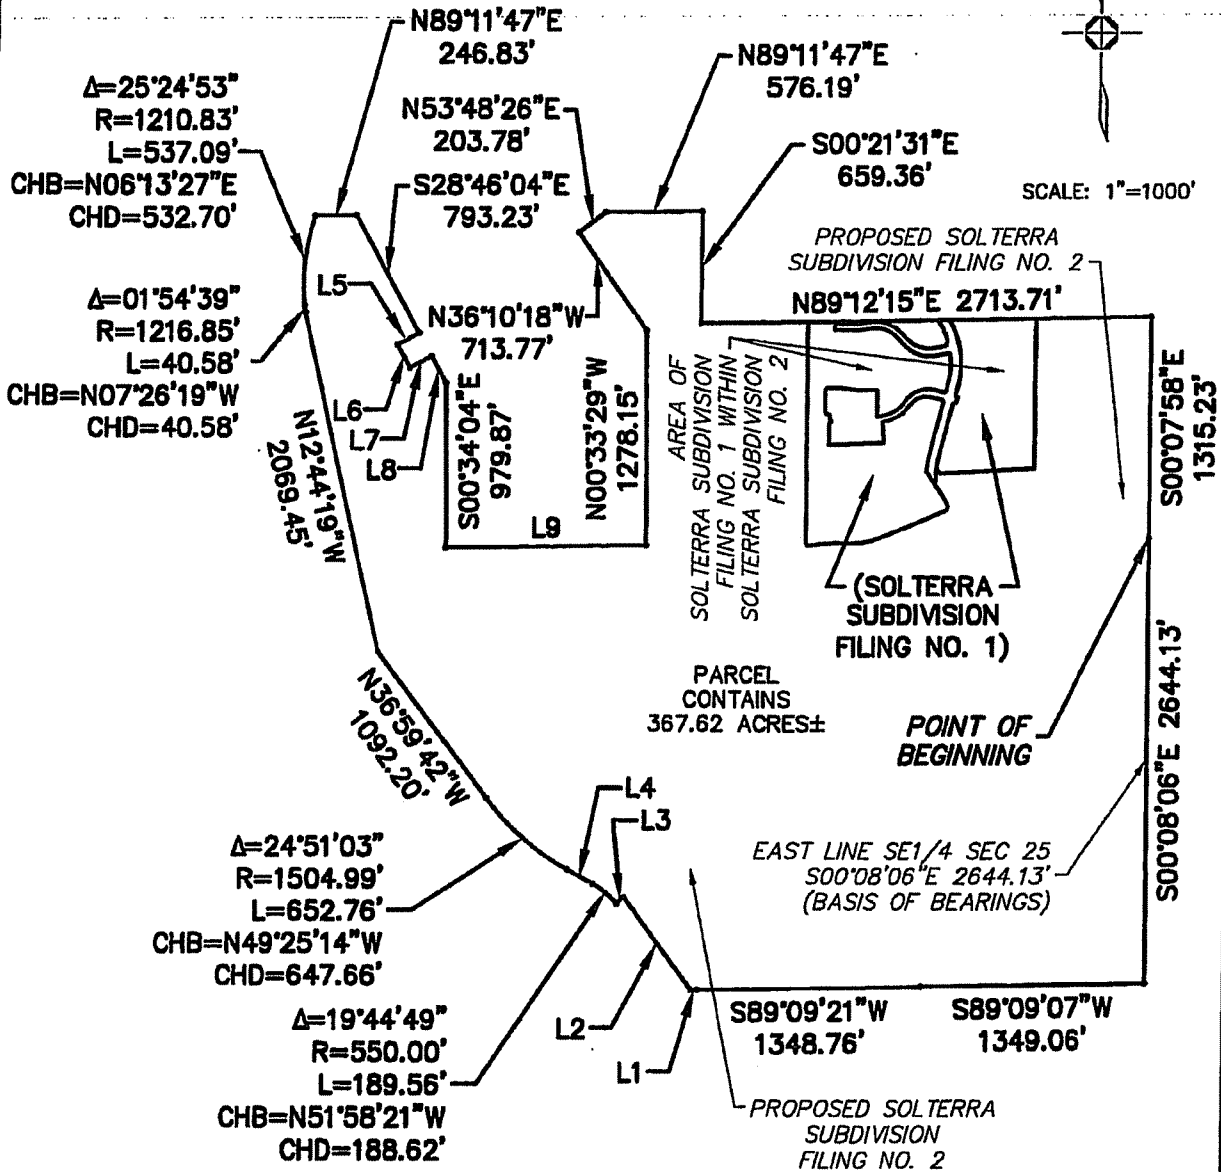 N89°11'47"E
246.83'
N89°11'47"E
576.19'
Δ=25°24'53"
R=1210.83'
L=537.09'
CHB=N06°13'27"E
CHD=532.70'
N53°48'26"E
203.78'
S00°21'31"E
659.36'
S28°46'04"E
793.23'
SCALE: 1"=1000'
PROPOSED SOLTERRA
SUBDIVISION FILING NO. 2
N89°12'15"E 2713.71'
L5
Δ=01°54'39"
R=1216.85'
L=40.58'
CHB=N07°26'19"W
CHD=40.58'
N36°10'18"W
713.77'
L6
L7
L8
N12°44'19"W
2069.45'
S00°34'04"E
979.87'
L9
N00°33'29"W
1278.15'
AREA OF
SOLTERRA SUBDIVISION
FILING NO. 1 WITHIN
SOLTERRA SUBDIVISION
FILING NO. 2
S00°07'58"E
1315.23'
(SOLTERRA
SUBDIVISION
FILING NO. 1)
PARCEL
CONTAINS
367.62 ACRES±
POINT OF
BEGINNING
S00°08'06"E 2644.13'
N36°59'42"W
1092.20'
L4
L3
Δ=24°51'03"
R=1504.99'
L=652.76'
CHB=N49°25'14"W
CHD=647.66'
EAST LINE SE1/4 SEC 25
S00°08'06"E 2644.13'
(BASIS OF BEARINGS)
Δ=19°44'49"
R=550.00'
L=189.56'
CHB=N51°58'21"W
CHD=188.62'
L2
L1
S89°09'21"W
1348.76'
S89°09'07"W
1349.06'
PROPOSED SOLTERRA
SUBDIVISION
FILING NO. 2